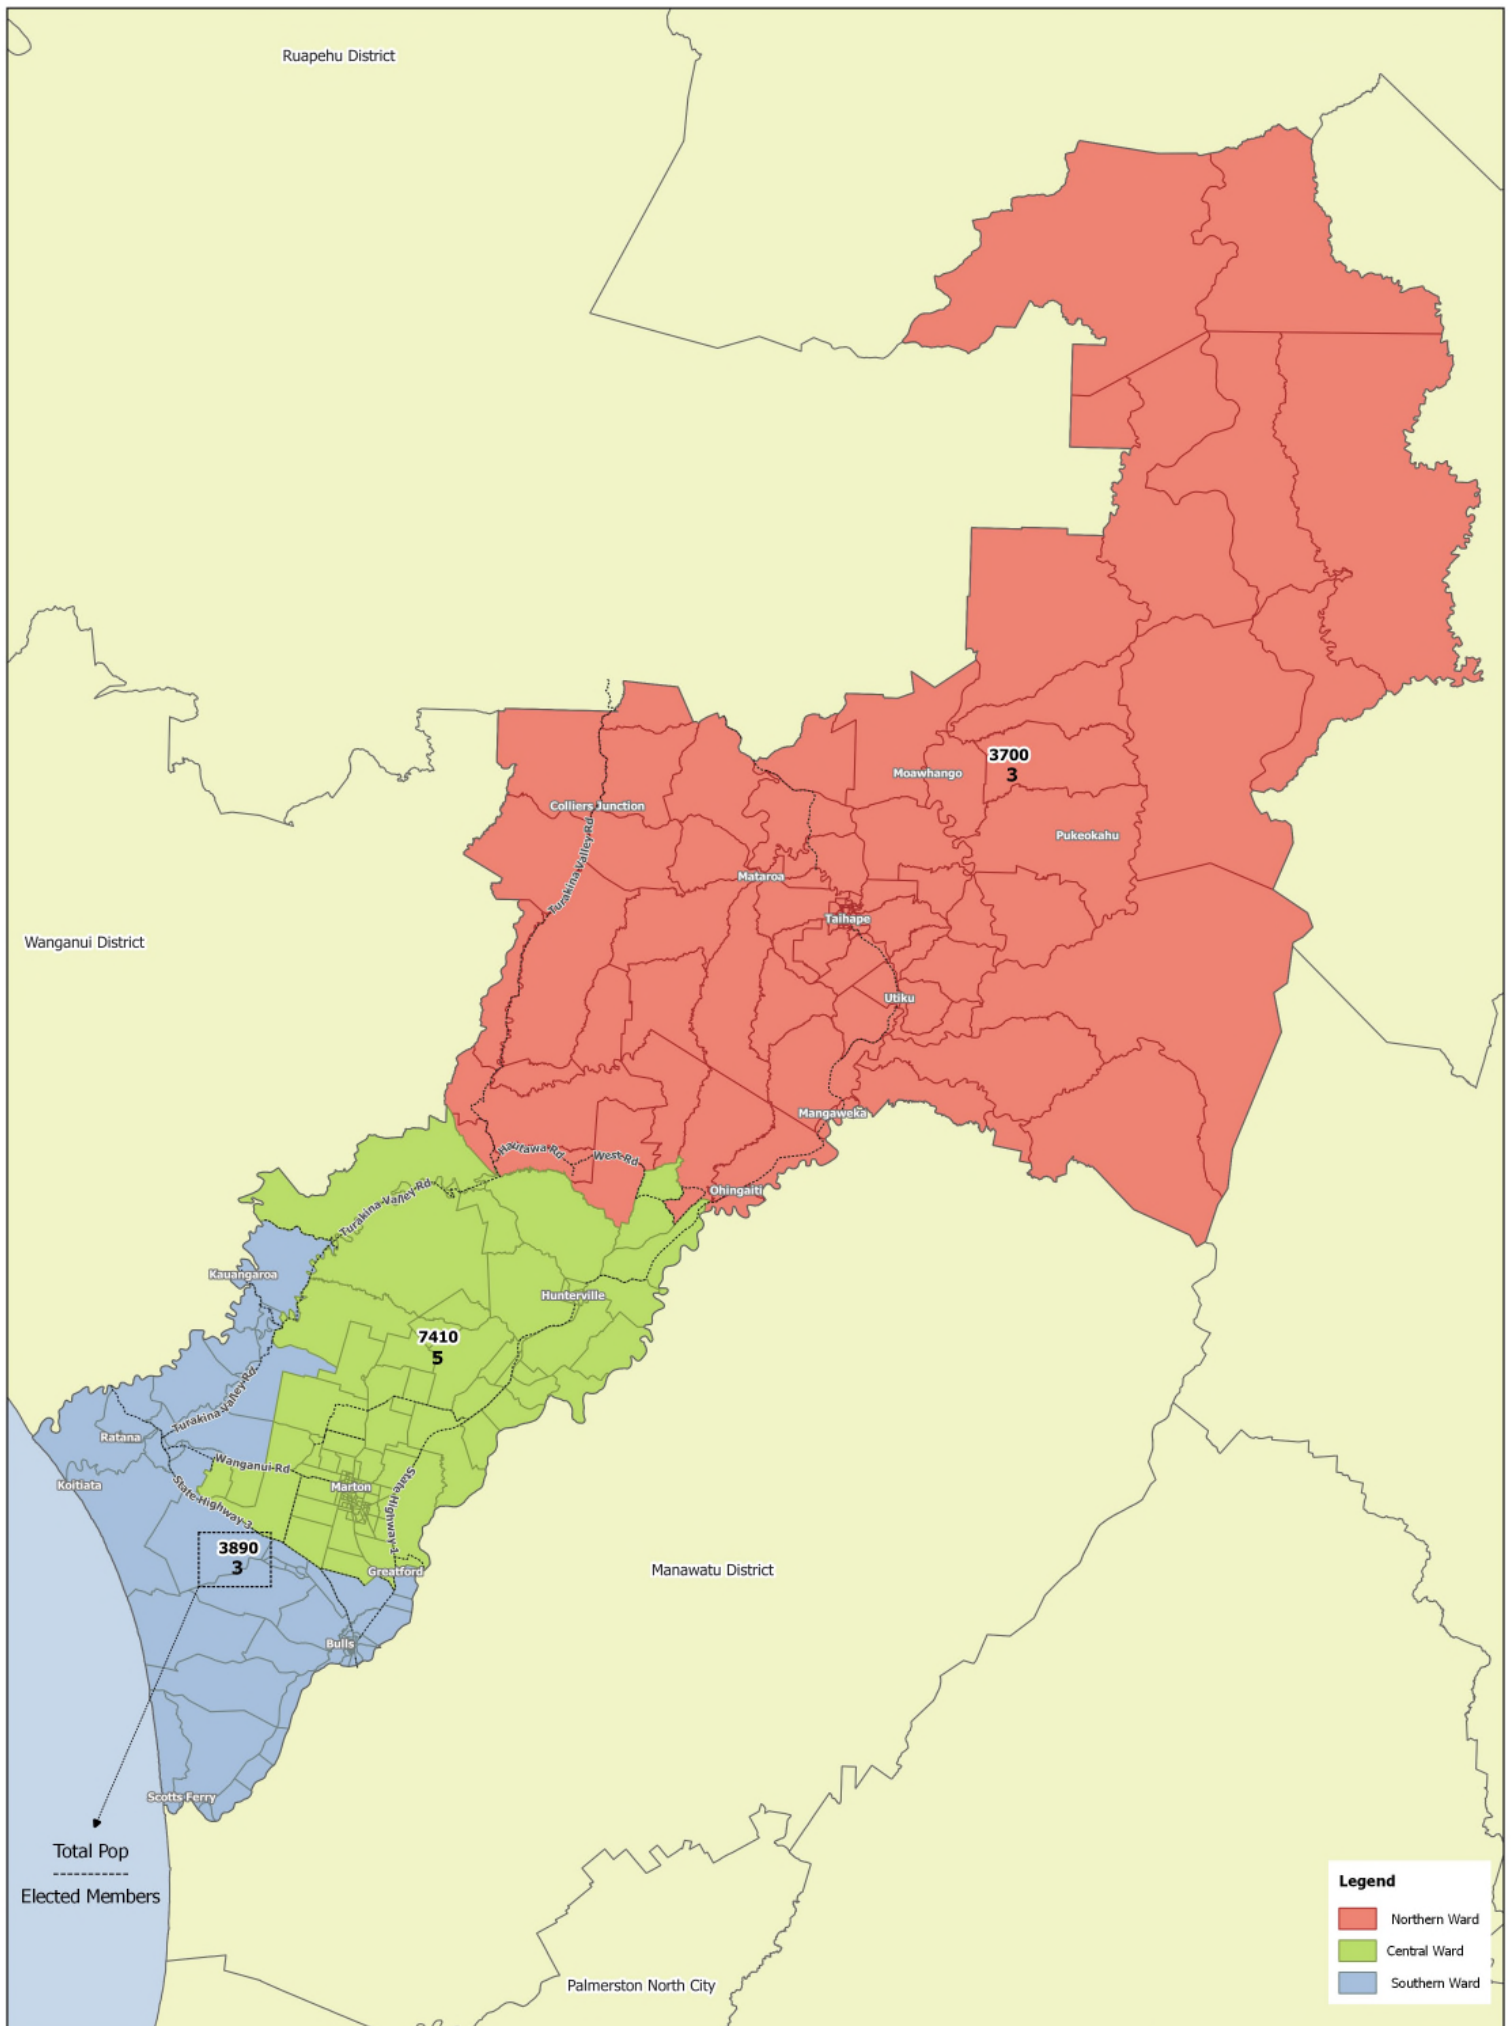 Ruapehu District
3700
3
Moawhango
Colliers Junction
Pukeokahu
Turakina Valley Rd
Mataroa
Taihape
Wanganui District
Utiku
Mangaweka
Hautawa Rd
West Rd
Ohingaiti
Turakina Valley Rd
Kauangaroa
Hunterville
7410
5
Turakina Valley Rd
Ratana
Wanganui Rd
Koitiata
Marton
State Highway 3
State Highway 1
3890
3
Greatford
Manawatu District
Bulls
Scotts Ferry
Total Pop
-----------
Elected Members
Legend
Northern Ward
Central Ward
Southern Ward
Palmerston North City